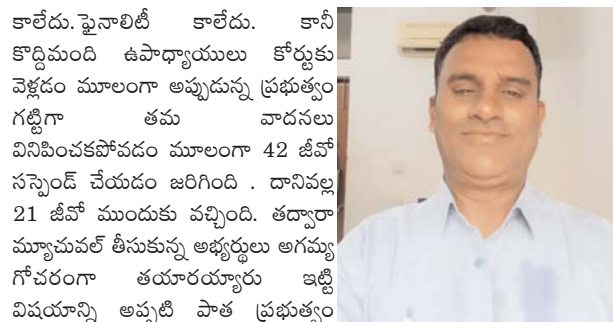 కాలేదు.ఫైనాలిటీ కాలేదు. కానీ
కొద్దిమంది ఉపాధ్యాయులు కోర్టుకు
వెళ్లడం మూలంగా అప్పుడున్న ప్రభుత్వం
గట్టిగా తమ వాదనలు
వినిపించకపోవడం మూలంగా 42 జీవో
సస్పెండ్ చేయడం జరిగింది . దానివల్ల
21 జీవో ముందుకు వచ్చింది. తద్వారా
మ్యూచువల్ తీసుకున్న అభ్యర్థులు అగమ్య
గోచరంగా తయారయ్యారు ఇట్టి
విషయాన్ని అప్పటి పాత ప్రభుత్వం